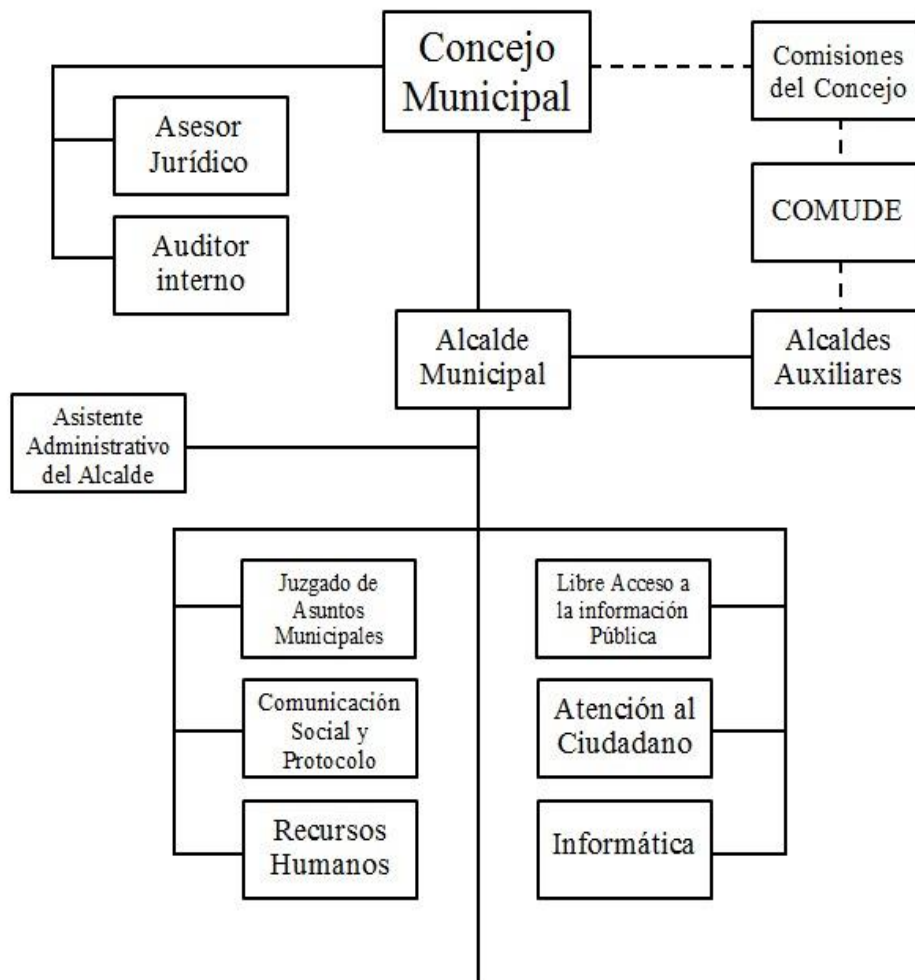 Concejo
Municipal
Comisiones
del Concejo
Asesor
Jurídico
COMUDE
Auditor
interno
Alcalde
Municipal
Alcaldes
Auxiliares
Asistente
Administrativo
del Alcalde
Juzgado de
Asuntos
Municipales
Libre Acceso a
la información
Pública
Comunicación
Social y
Protocolo
Atención al
Ciudadano
Recursos
Humanos
Informática